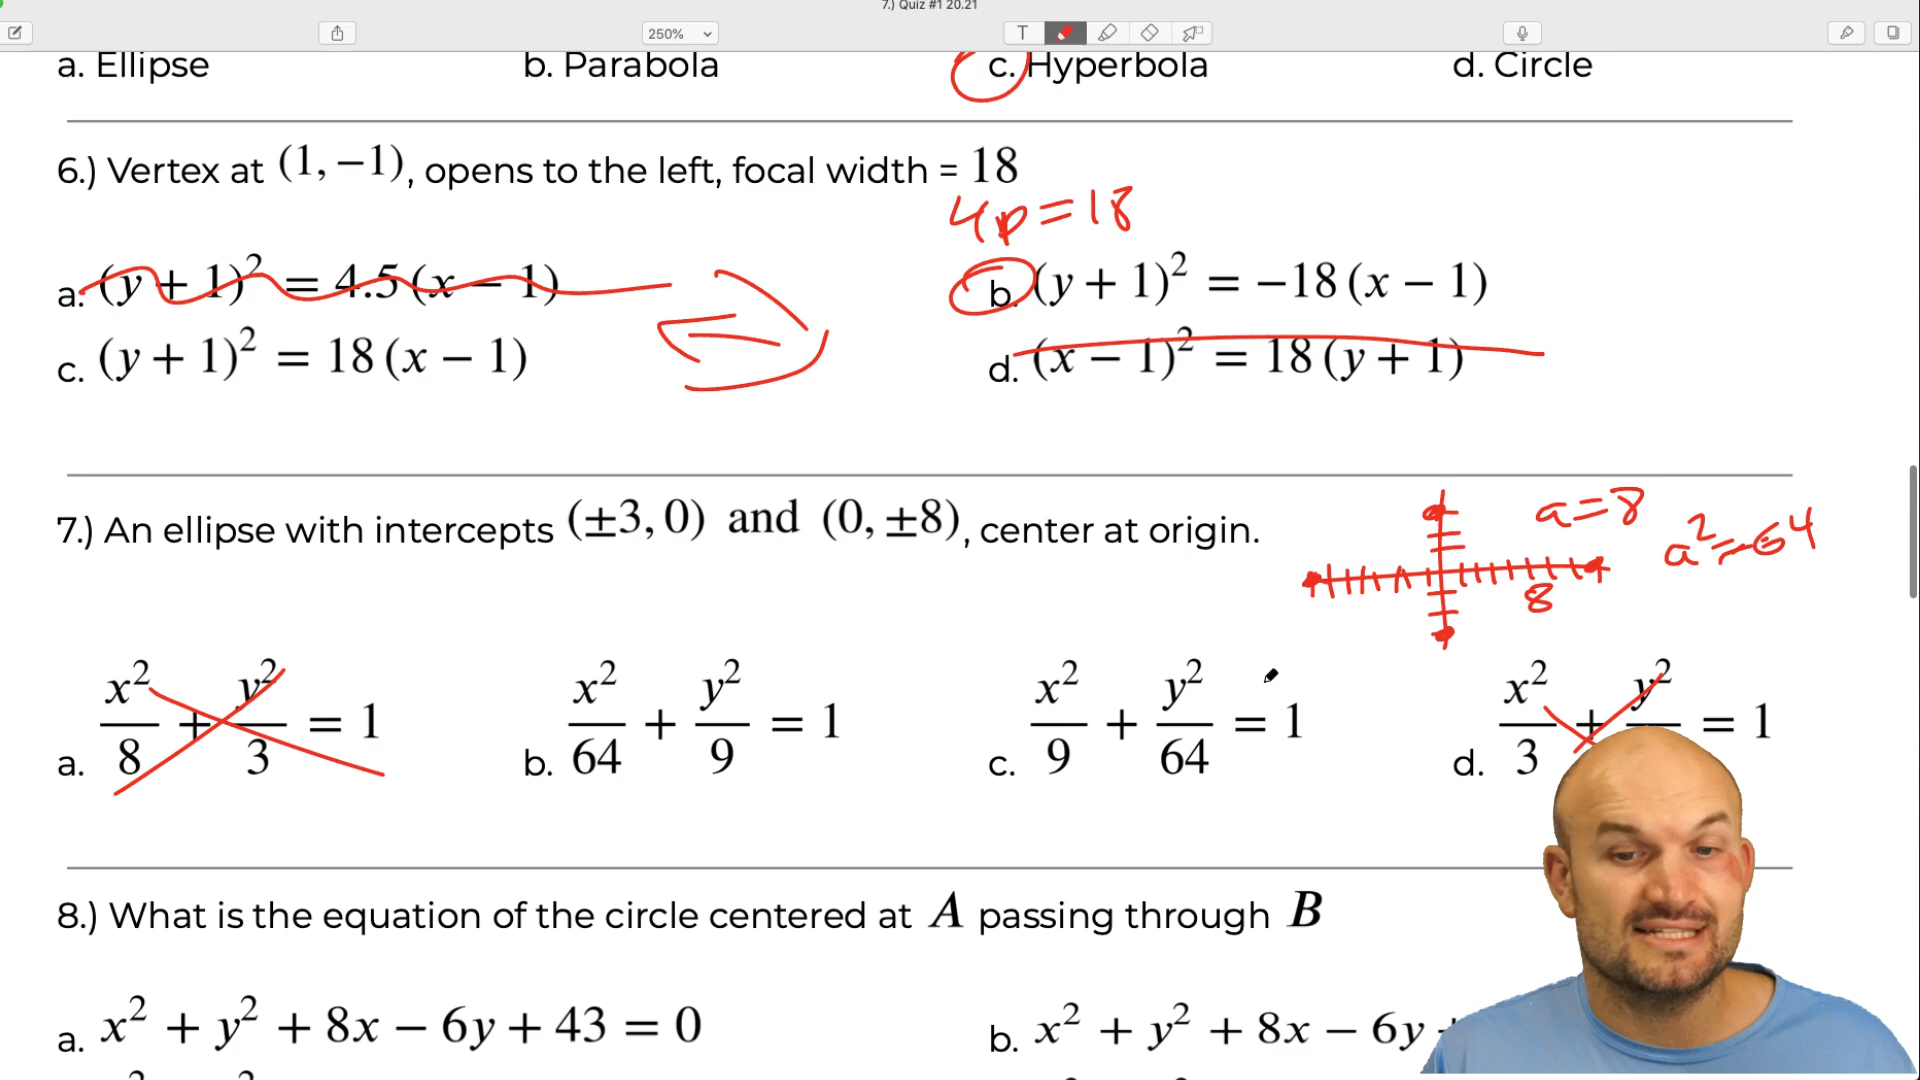 7.) Quiz #1 20.21
250%
T
a. Ellipse b. Parabola c. Hyperbola d. Circle
6.) Vertex at (1, −1), opens to the left, focal width = 18
4p=18
a. (y + 1)² = 4.5 (x − 1) b. (y + 1)² = −18 (x − 1)
c. (y + 1)² = 18 (x − 1) d. (x − 1)² = 18 (y + 1)
7.) An ellipse with intercepts (±3, 0) and (0, ±8), center at origin.
a=8
a²=64
8
a. x²/8 + y²/3 = 1 b. x²/64 + y²/9 = 1 c. x²/9 + y²/64 = 1 d. x²/3 + y² = 1
8.) What is the equation of the circle centered at A passing through B
a. x² + y² + 8x − 6y + 43 = 0 b. x² + y² + 8x − 6y